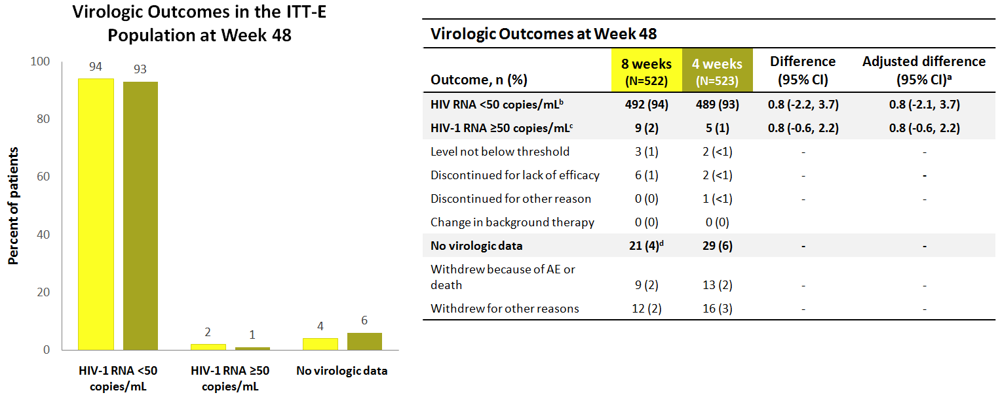 Virologic Outcomes in the ITT-E
Population at Week 48
Percent of patients
100
80
60
40
20
0
94
93
2
1
4
6
HIV-1 RNA <50
copies/mL
HIV-1 RNA ≥50
copies/mL
No virologic data
Virologic Outcomes at Week 48
Outcome, n (%) 8 weeks (N=522) 4 weeks (N=523) Difference (95% CI) Adjusted difference (95% CI)ᵃ
HIV RNA <50 copies/mLᵇ 492 (94) 489 (93) 0.8 (-2.2, 3.7) 0.8 (-2.1, 3.7)
HIV-1 RNA ≥50 copies/mLᶜ 9 (2) 5 (1) 0.8 (-0.6, 2.2) 0.8 (-0.6, 2.2)
Level not below threshold 3 (1) 2 (<1) - -
Discontinued for lack of efficacy 6 (1) 2 (<1) - -
Discontinued for other reason 0 (0) 1 (<1) - -
Change in background therapy 0 (0) 0 (0)
No virologic data 21 (4)ᵈ 29 (6) - -
Withdrew because of AE or
death 9 (2) 13 (2) - -
Withdrew for other reasons 12 (2) 16 (3) - -